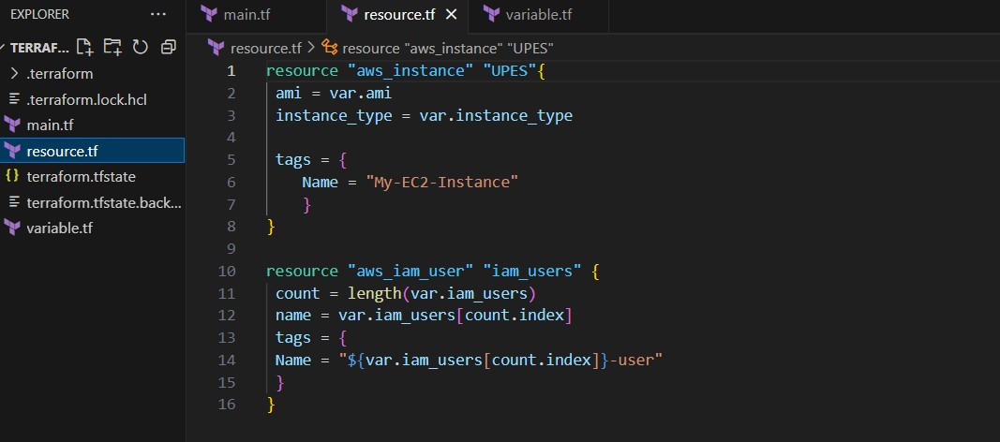 EXPLORER
TERRAF...
.terraform
.terraform.lock.hcl
main.tf
resource.tf
terraform.tfstate
terraform.tfstate.back...
variable.tf
main.tf
resource.tf
variable.tf
resource.tf > resource "aws_instance" "UPES"
1 resource "aws_instance" "UPES"{
2 ami = var.ami
3 instance_type = var.instance_type
4
5 tags = {
6 Name = "My-EC2-Instance"
7 }
8 }
9
10 resource "aws_iam_user" "iam_users" {
11 count = length(var.iam_users)
12 name = var.iam_users[count.index]
13 tags = {
14 Name = "${var.iam_users[count.index]}-user"
15 }
16 }